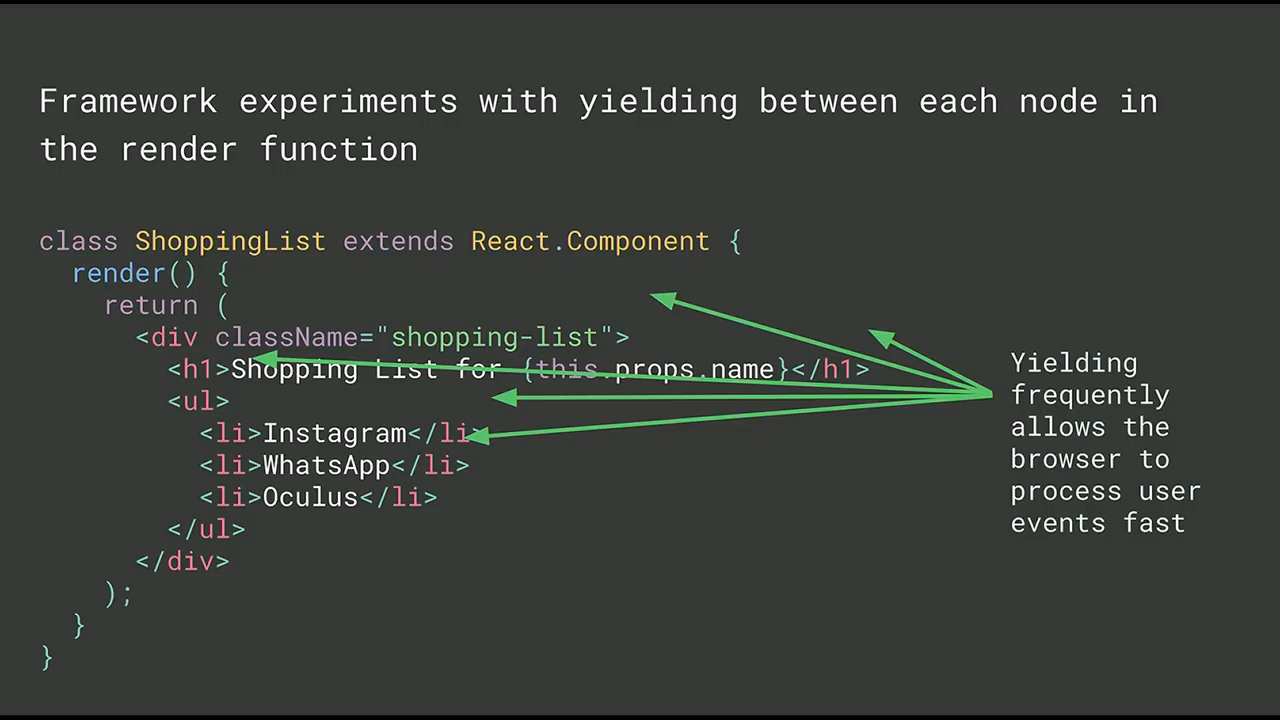 Framework experiments with yielding between each node in
the render function
class ShoppingList extends React.Component {
  render() {
    return (
      <div className="shopping-list">
        <h1>Shopping List for {this.props.name}</h1>
        <ul>
          <li>Instagram</li>
          <li>WhatsApp</li>
          <li>Oculus</li>
        </ul>
      </div>
    );
  }
}
Yielding
frequently
allows the
browser to
process user
events fast